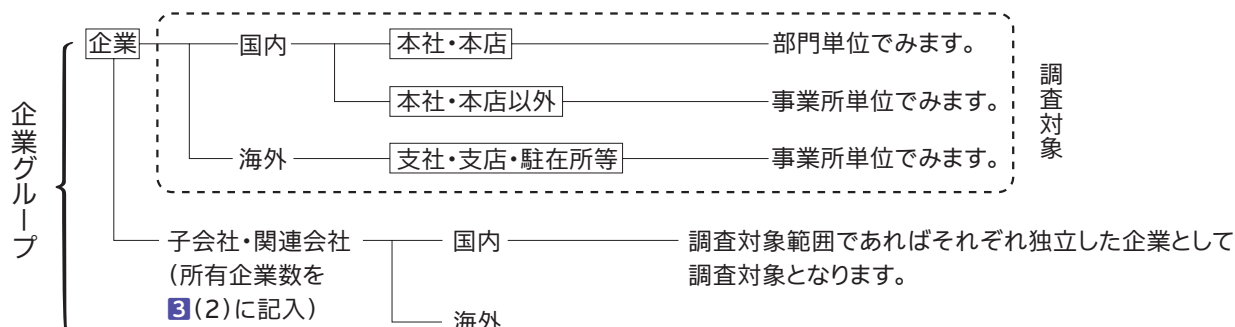 企業グループ
企業
国内
本社・本店
部門単位でみます。
本社・本店以外
事業所単位でみます。
海外
支社・支店・駐在所等
事業所単位でみます。
調査対象
子会社・関連会社
(所有企業数を
3(2)に記入)
国内
調査対象範囲であればそれぞれ独立した企業として
調査対象となります。
海外